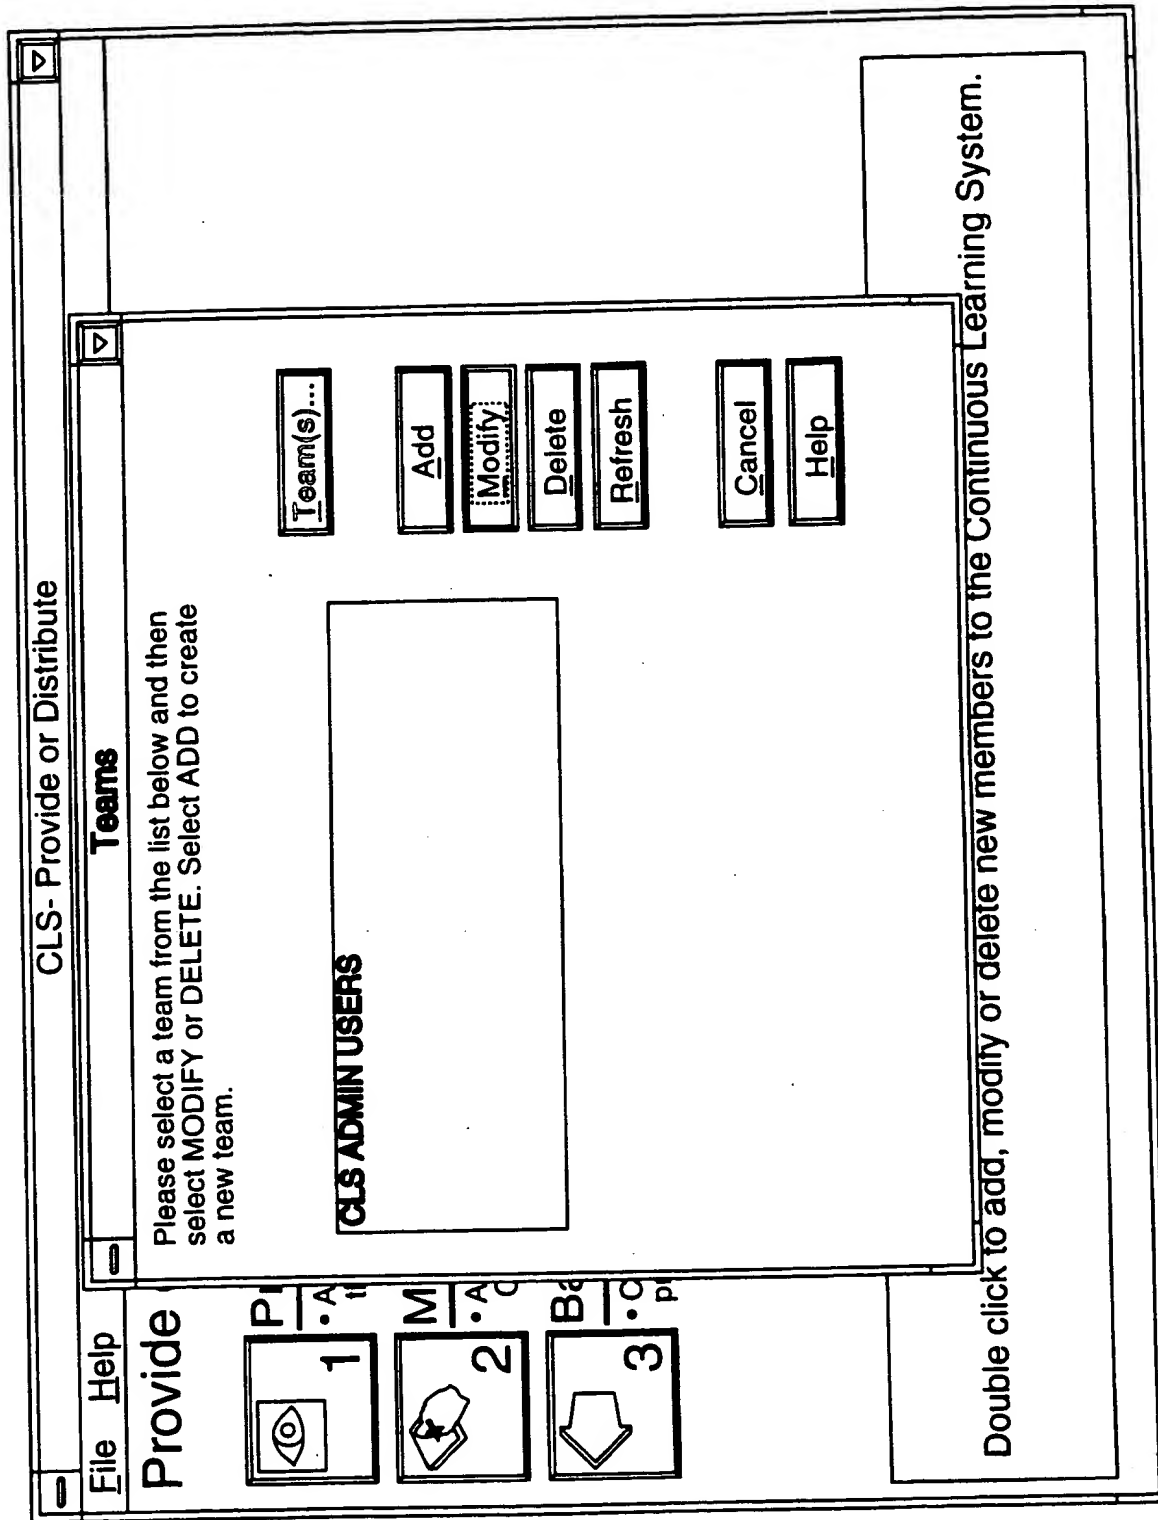 CLS- Provide or Distribute
File Help
Provide
Teams
Please select a team from the list below and then
select MODIFY or DELETE. Select ADD to create
a new team.
CLS ADMIN USERS
Team(s)...
Add
Modify
Delete
Refresh
Cancel
Help
1
2
3
Double click to add, modify or delete new members to the Continuous Learning System.